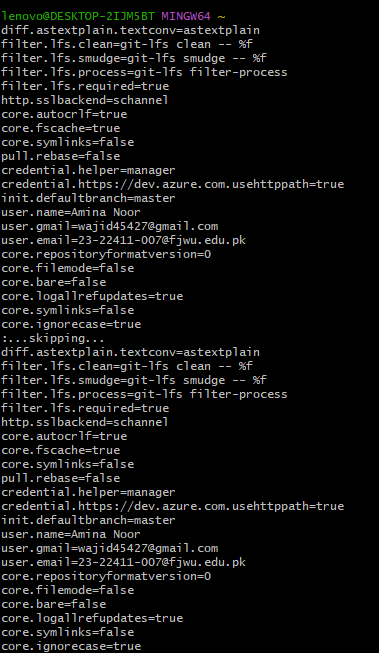 lenovo@DESKTOP-2IJM5BT MINGW64 ~
diff.astextplain.textconv=astextplain
filter.lfs.clean=git-lfs clean -- %f
filter.lfs.smudge=git-lfs smudge -- %f
filter.lfs.process=git-lfs filter-process
filter.lfs.required=true
http.sslbackend=schannel
core.autocrlf=true
core.fscache=true
core.symlinks=false
pull.rebase=false
credential.helper=manager
credential.https://dev.azure.com.usehttppath=true
init.defaultbranch=master
user.name=Amina Noor
user.gmail=wajid45427@gmail.com
user.email=23-22411-007@fjwu.edu.pk
core.repositoryformatversion=0
core.filemode=false
core.bare=false
core.logallrefupdates=true
core.symlinks=false
core.ignorecase=true
:...skipping...
diff.astextplain.textconv=astextplain
filter.lfs.clean=git-lfs clean -- %f
filter.lfs.smudge=git-lfs smudge -- %f
filter.lfs.process=git-lfs filter-process
filter.lfs.required=true
http.sslbackend=schannel
core.autocrlf=true
core.fscache=true
core.symlinks=false
pull.rebase=false
credential.helper=manager
credential.https://dev.azure.com.usehttppath=true
init.defaultbranch=master
user.name=Amina Noor
user.gmail=wajid45427@gmail.com
user.email=23-22411-007@fjwu.edu.pk
core.repositoryformatversion=0
core.filemode=false
core.bare=false
core.logallrefupdates=true
core.symlinks=false
core.ignorecase=true